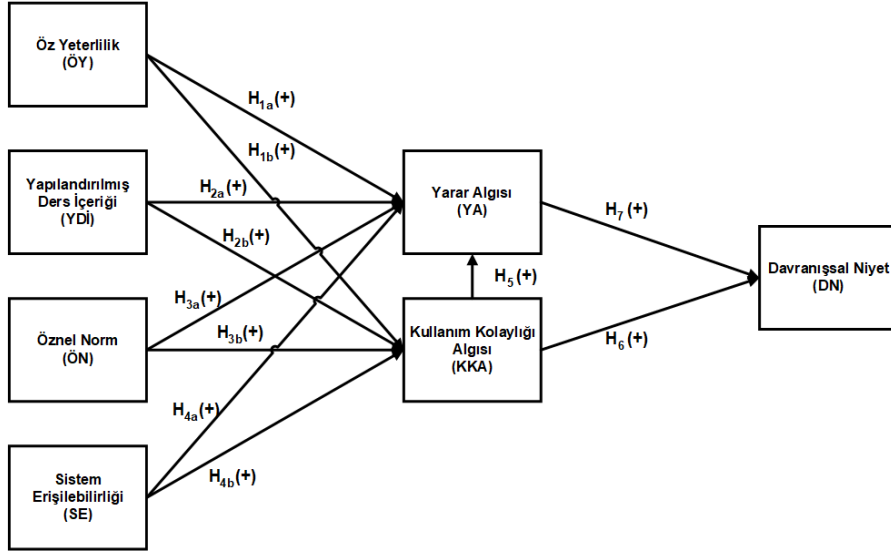 Öz Yeterlilik
(ÖY)
H1a(+)
H1b(+)
Yapılandırılmış
Ders İçeriği
(YDİ)
H2a(+)
H2b(+)
Yarar Algısı
(YA)
H7 (+)
Davranışsal Niyet
(DN)
H5(+)
Öznel Norm
(ÖN)
H3a(+)
H3b(+)
Kullanım Kolaylığı
Algısı
(KKA)
H6(+)
Sistem
Erişilebilirliği
(SE)
H4a(+)
H4b(+)